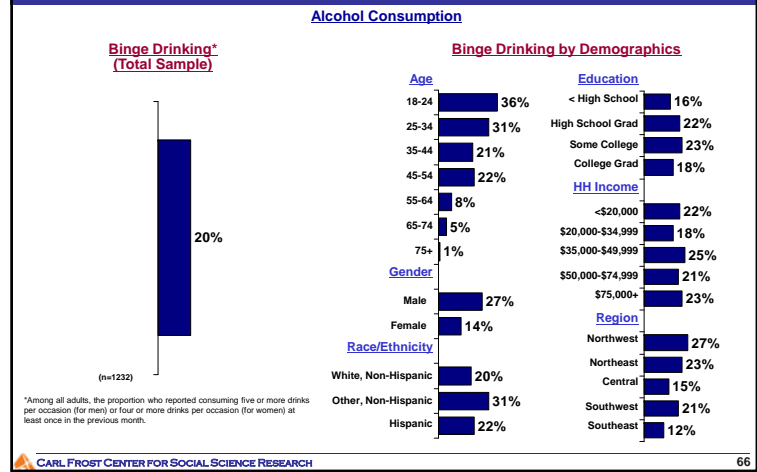 Alcohol Consumption
Binge Drinking*
(Total Sample)
20%
(n=1232)
*Among all adults, the proportion who reported consuming five or more drinks
per occasion (for men) or four or more drinks per occasion (for women) at
least once in the previous month.
Binge Drinking by Demographics
Age
18-24 36%
25-34 31%
35-44 21%
45-54 22%
55-64 8%
65-74 5%
75+ 1%
Gender
Male 27%
Female 14%
Race/Ethnicity
White, Non-Hispanic 20%
Other, Non-Hispanic 31%
Hispanic 22%
Education
< High School 16%
High School Grad 22%
Some College 23%
College Grad 18%
HH Income
<$20,000 22%
$20,000-$34,999 18%
$35,000-$49,999 25%
$50,000-$74,999 21%
$75,000+ 23%
Region
Northwest 27%
Northeast 23%
Central 15%
Southwest 21%
Southeast 12%
CARL FROST CENTER FOR SOCIAL SCIENCE RESEARCH
66